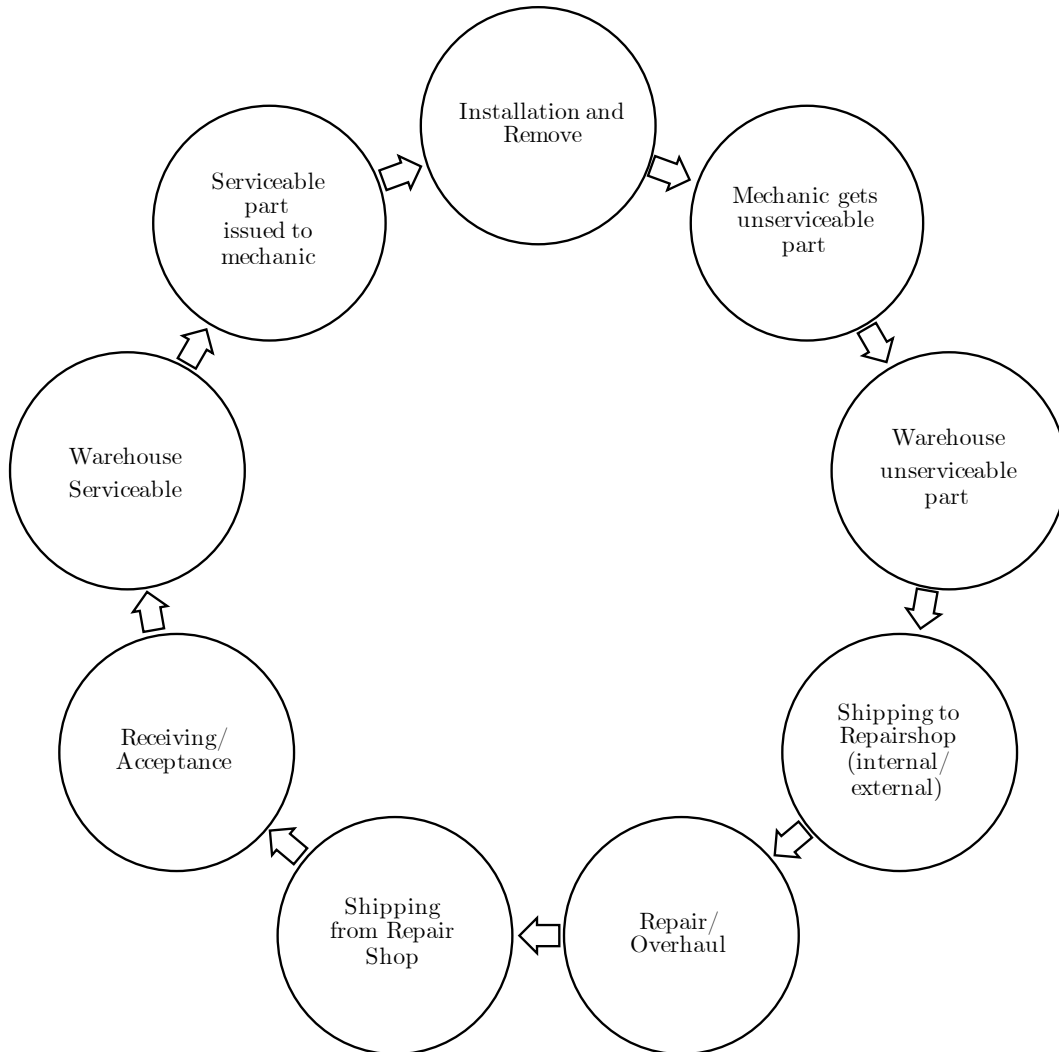 Installation and
Remove
Mechanic gets
unserviceable
part
Warehouse
unserviceable
part
Shipping to
Repairshop
(internal/
external)
Repair/
Overhaul
Shipping
from Repair
Shop
Receiving/
Acceptance
Warehouse
Serviceable
Serviceable
part
issued to
mechanic